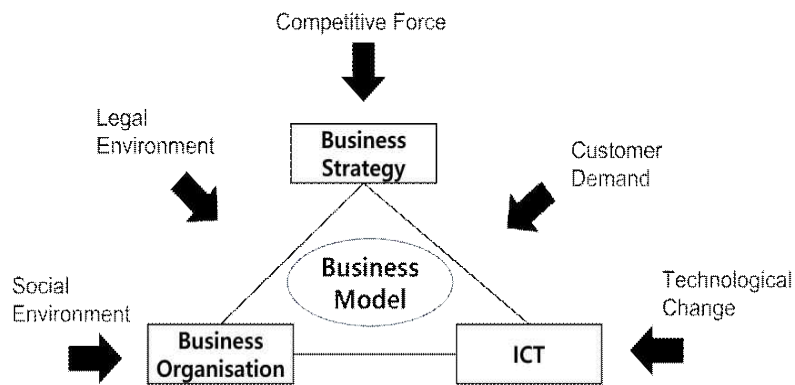 Competitive Force
Legal
Environment
Business
Strategy
Customer
Demand
Business
Model
Social
Environment
Technological
Change
Business
Organisation
ICT